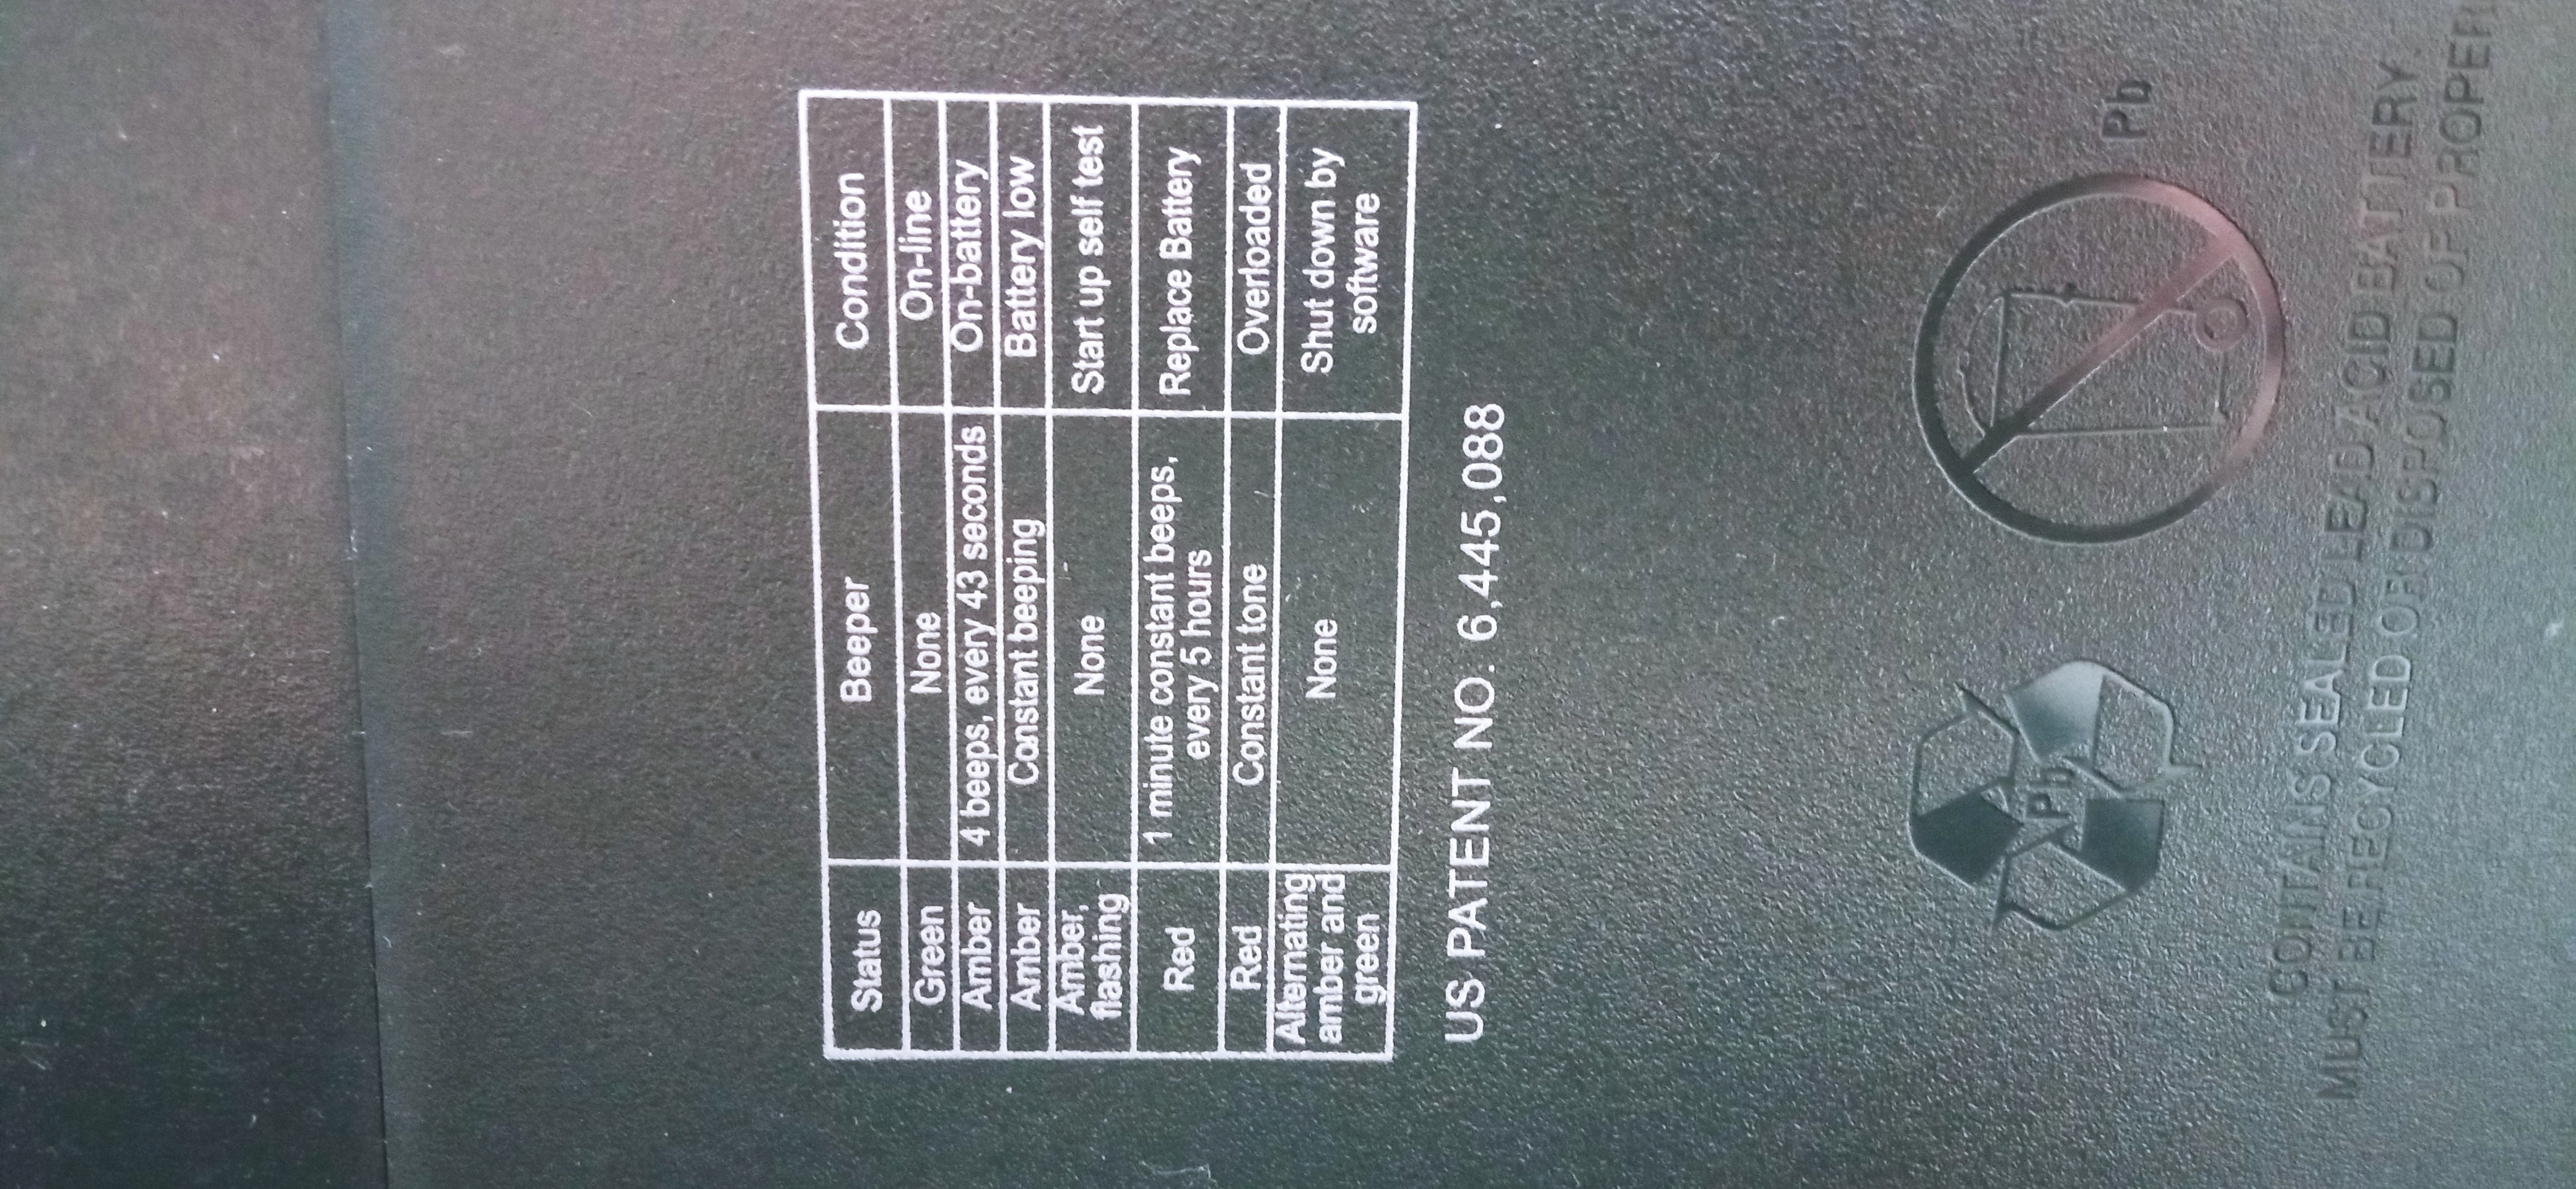 Status Beeper Condition
Green None On-line
Amber 4 beeps, every 43 seconds On-battery
Amber Constant beeping Battery low
Amber, flashing None Start up self test
Red 1 minute constant beeps, every 5 hours Replace Battery
Red Constant tone Overloaded
Alternating amber and green None Shut down by software
US PATENT NO. 6,445,088
Pb
Pb
CONTAINS SEALED LEAD ACID BATTERY
MUST BE RECYCLED OR DISPOSED OF